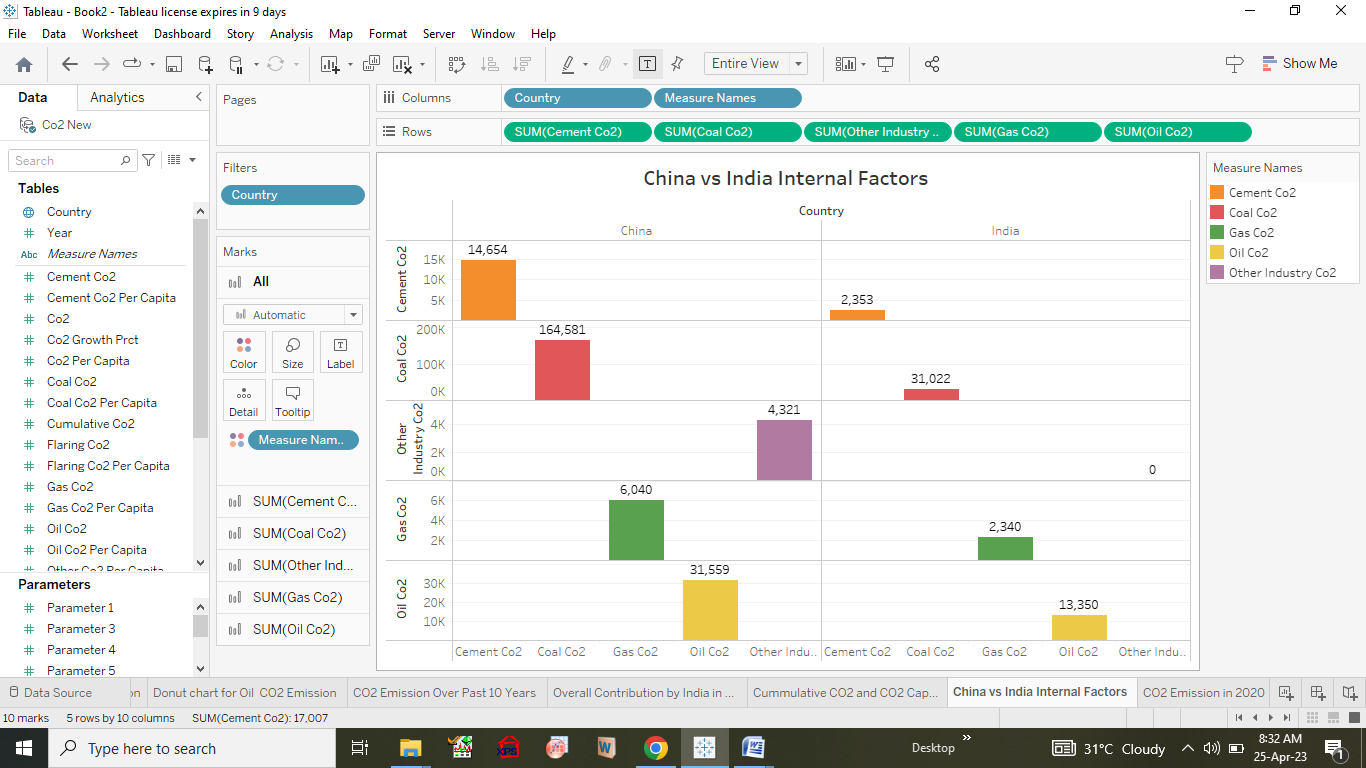 Tableau - Book2 - Tableau license expires in 9 days
File Data Worksheet Dashboard Story Analysis Map Format Server Window Help
Entire View
Show Me
Data Analytics
Co2 New
Search
Tables
Country
Year
Abc Measure Names
Cement Co2
Cement Co2 Per Capita
Co2
Co2 Growth Prct
Co2 Per Capita
Coal Co2
Coal Co2 Per Capita
Cumulative Co2
Flaring Co2
Flaring Co2 Per Capita
Gas Co2
Gas Co2 Per Capita
Oil Co2
Oil Co2 Per Capita
Other Co2 Per Capita
Parameters
Parameter 1
Parameter 3
Parameter 4
Parameter 5
Pages
Filters
Country
Marks
All
Automatic
Color Size Label
Detail Tooltip
Measure Nam..
SUM(Cement C...
SUM(Coal Co2)
SUM(Other Ind...
SUM(Gas Co2)
SUM(Oil Co2)
Columns Country Measure Names
Rows SUM(Cement Co2) SUM(Coal Co2) SUM(Other Industry .. SUM(Gas Co2) SUM(Oil Co2)
China vs India Internal Factors
Country
China India
Cement Co2
15K
10K
5K
14,654
2,353
Coal Co2
200K
100K
0K
164,581
31,022
Other
Industry Co2
4K
2K
0K
4,321
0
Gas Co2
6K
4K
2K
6,040
2,340
Oil Co2
30K
20K
10K
31,559
13,350
Cement Co2 Coal Co2 Gas Co2 Oil Co2 Other Indu.. Cement Co2 Coal Co2 Gas Co2 Oil Co2 Other Indu..
Measure Names
Cement Co2
Coal Co2
Gas Co2
Oil Co2
Other Industry Co2
Data Source on Donut chart for Oil CO2 Emission CO2 Emission Over Past 10 Years Overall Contribution by India in ... Cummulative CO2 and CO2 Cap... China vs India Internal Factors CO2 Emission in 2020
10 marks 5 rows by 10 columns SUM(Cement Co2): 17,007
Type here to search
XPS
W
W
Desktop
31°C Cloudy
8:32 AM
25-Apr-23
1